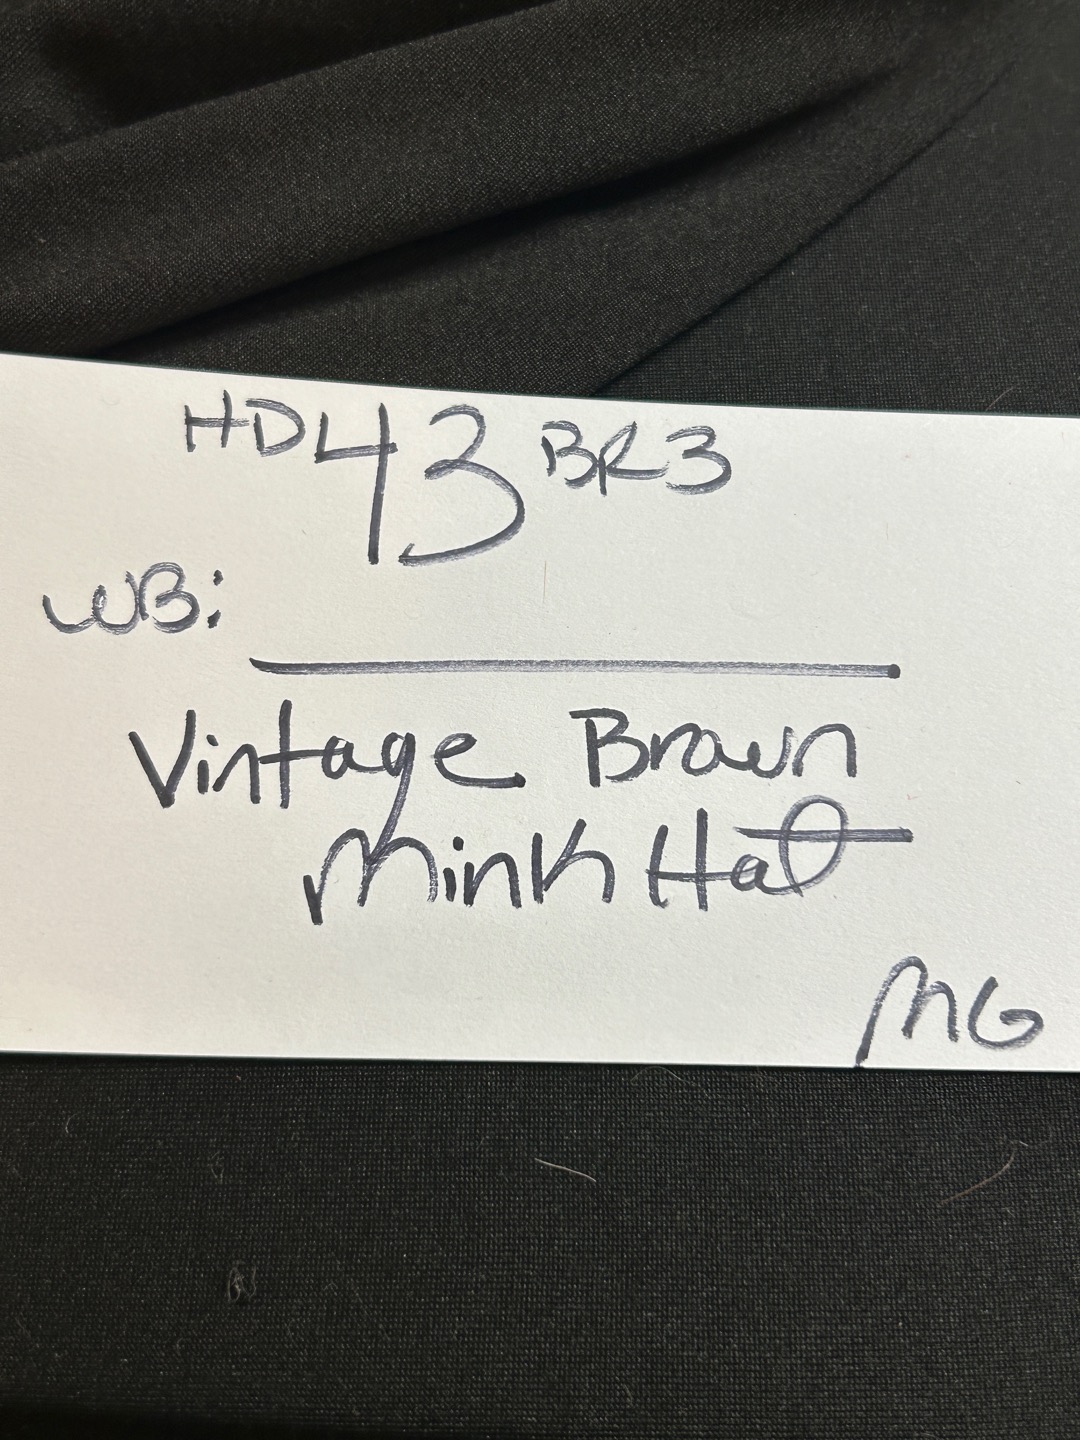 HD43BR3
WB:
Vintage Brown
Mink Hat
MG